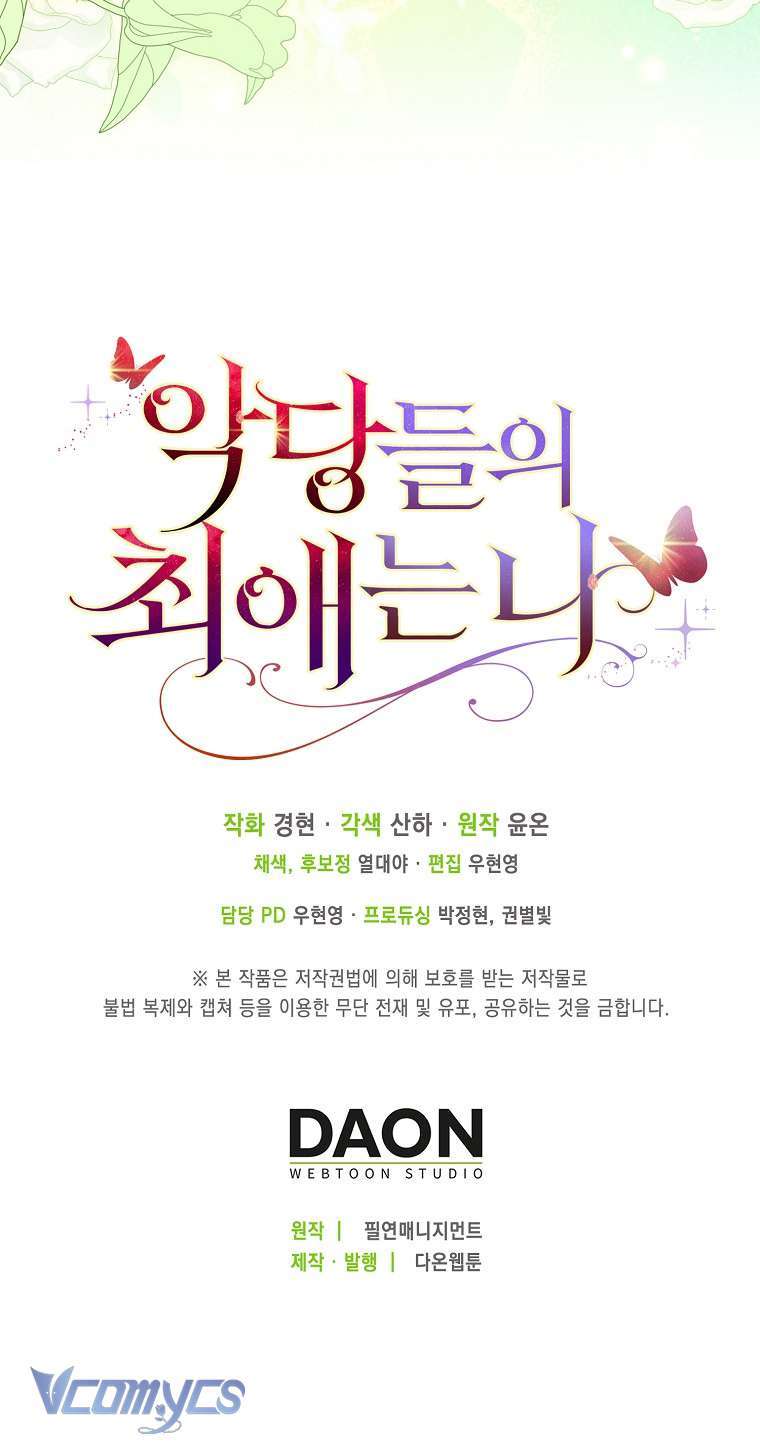 악당들의
최애는 나
작화 경현 · 각색 산하 · 원작 윤온
채색, 후보정 열대야 · 편집 우현영
담당 PD 우현영 · 프로듀싱 박정현, 권별빛
※ 본 작품은 저작권법에 의해 보호를 받는 저작물로
불법 복제와 캡쳐 등을 이용한 무단 전재 및 유포, 공유하는 것을 금합니다.
DAON
WEBTOON STUDIO
원작 | 필연매니지먼트
제작 · 발행 | 다온웹툰
Vcomycs